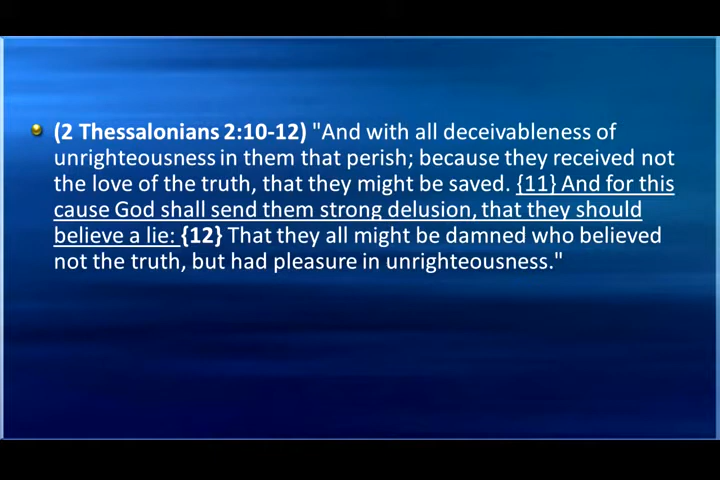 (2 Thessalonians 2:10-12) "And with all deceivableness of
unrighteousness in them that perish; because they received not
the love of the truth, that they might be saved. {11} And for this
cause God shall send them strong delusion, that they should
believe a lie: {12} That they all might be damned who believed
not the truth, but had pleasure in unrighteousness."